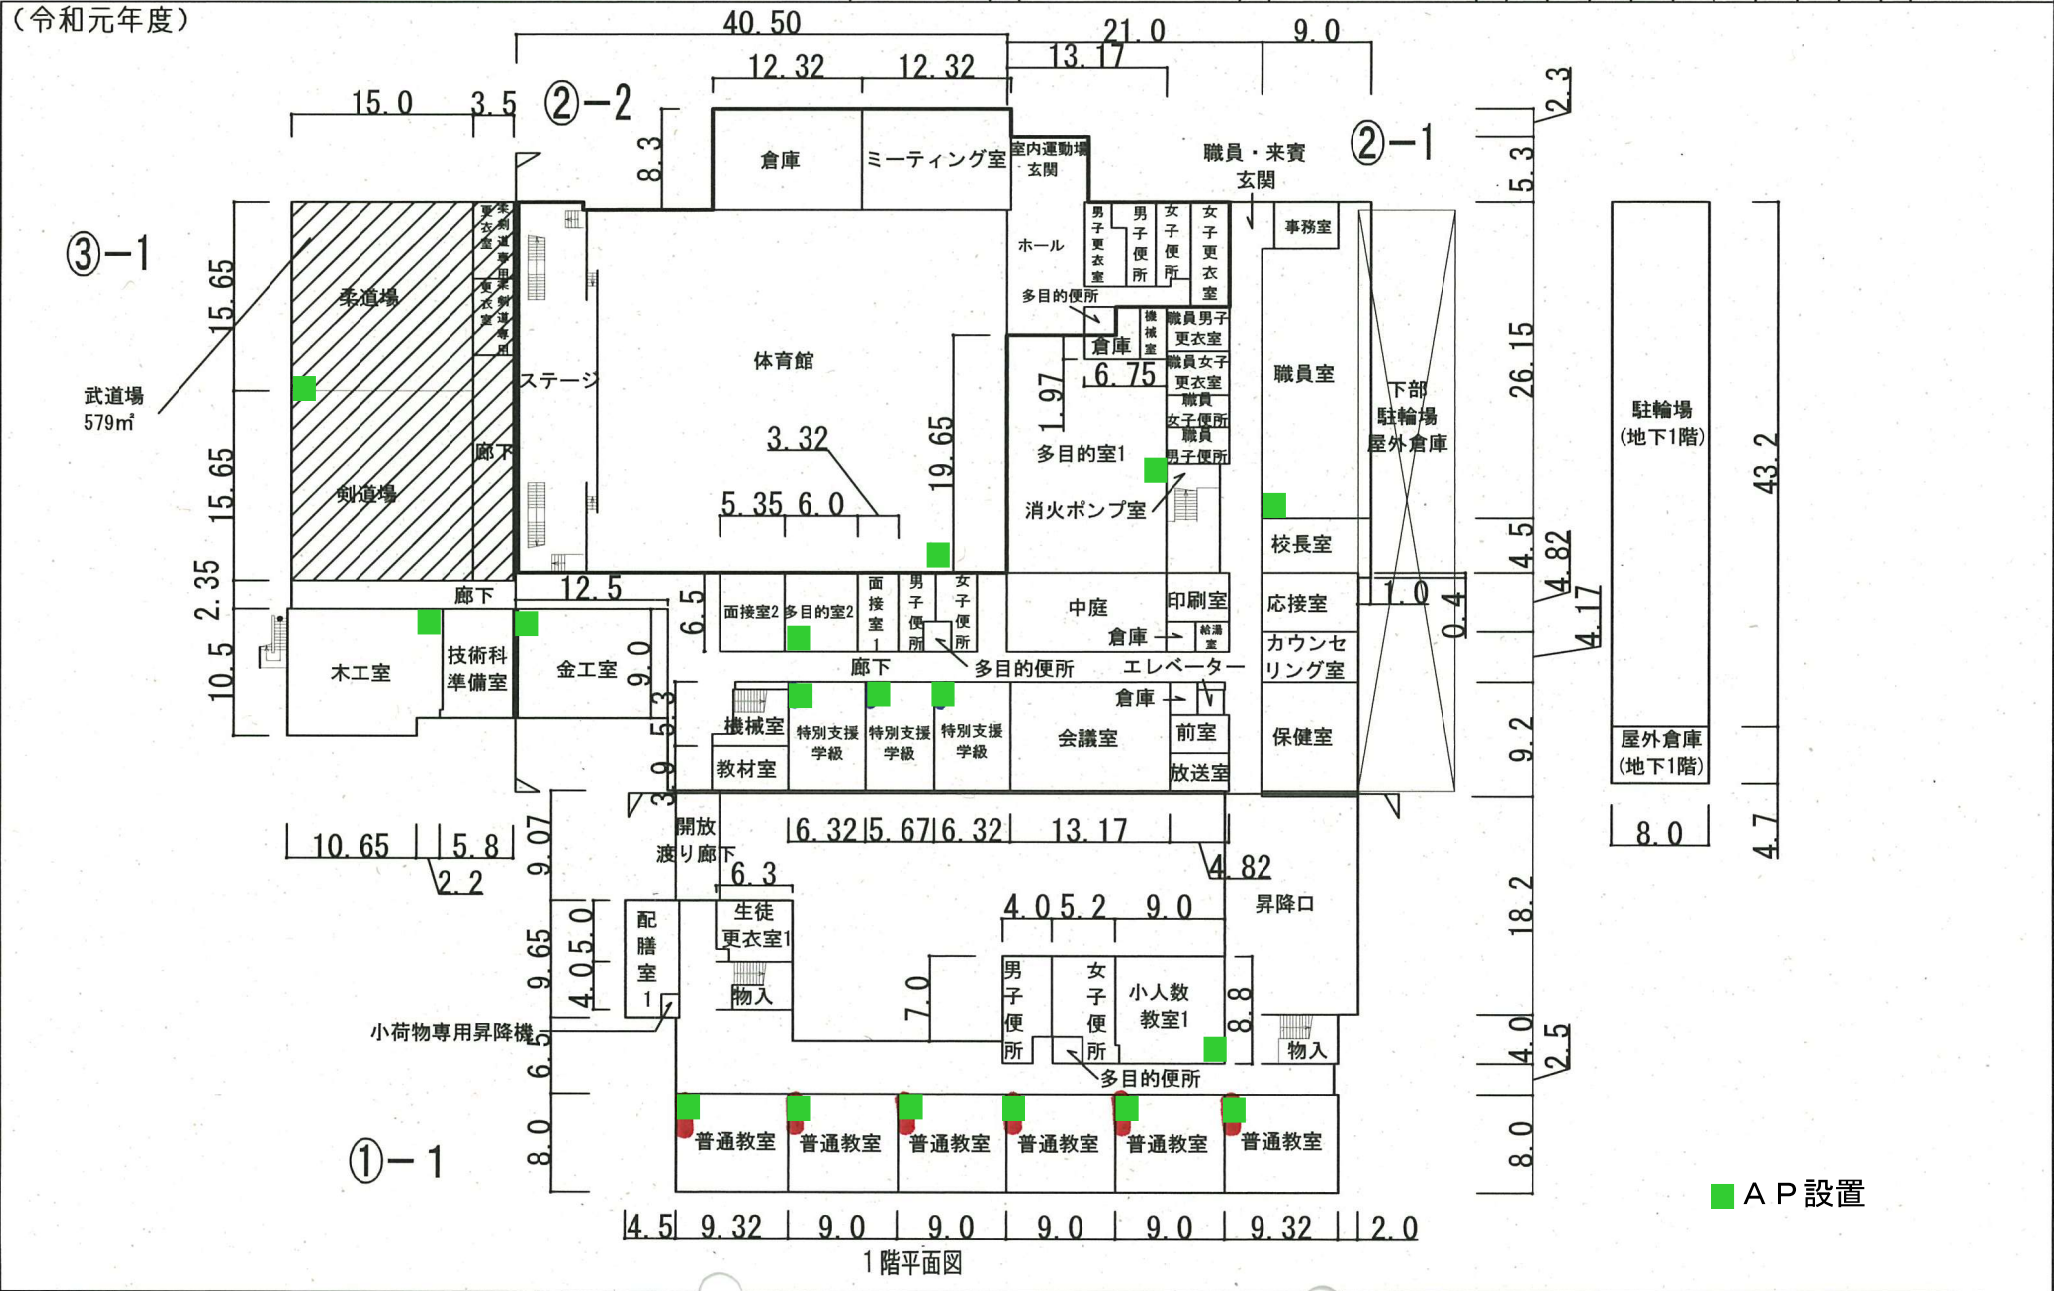 (令和元年度)
40.50
21.0
9.0
13.17
12.32
12.32
15.0
3.5
②-2
②-1
2.3
5.3
8.3
倉庫
ミーティング室
室内運動場
玄関
職員・来賓
玄関
③-1
柔剣道専用
更衣室
柔剣道専用
更衣室
男子更衣室
男子便所
女子便所
女子更衣室
事務室
ホール
多目的便所
15.65
柔道場
機械室
職員男子
更衣室
倉庫
職員女子
更衣室
6.75
1.97
26.15
体育館
ステージ
職員室
武道場
579㎡
職員
女子便所
職員
男子便所
下部
駐輪場
屋外倉庫
駐輪場
(地下1階)
43.2
廊下
3.32
19.65
多目的室1
15.65
剣道場
5.35
6.0
消火ポンプ室
校長室
4.5
4.82
2.35
廊下
12.5
6.5
面接室2
多目的室2
面接室1
男子便所
女子便所
中庭
印刷室
応接室
1.0
0.4
4.17
倉庫
給湯室
10.5
木工室
技術科
準備室
金工室
9.0
廊下
多目的便所
エレベーター
カウンセ
リング室
5.3
機械室
特別支援
学級
特別支援
学級
特別支援
学級
会議室
倉庫
前室
保健室
9.2
屋外倉庫
(地下1階)
3.9
教材室
放送室
開放
渡り廊下
6.32
5.67
6.32
13.17
4.82
10.65
5.8
2.2
9.07
8.0
4.7
6.3
昇降口
18.2
4.0
5.2
9.0
配膳室1
生徒
更衣室1
5.0
9.65
4.0
物入
7.0
男子便所
女子便所
小人数
教室1
8.8
小荷物専用昇降機
6.5
物入
4.0
2.5
多目的便所
①-1
8.0
普通教室
普通教室
普通教室
普通教室
普通教室
普通教室
8.0
AP設置
4.5
9.32
9.0
9.0
9.0
9.0
9.32
2.0
1階平面図